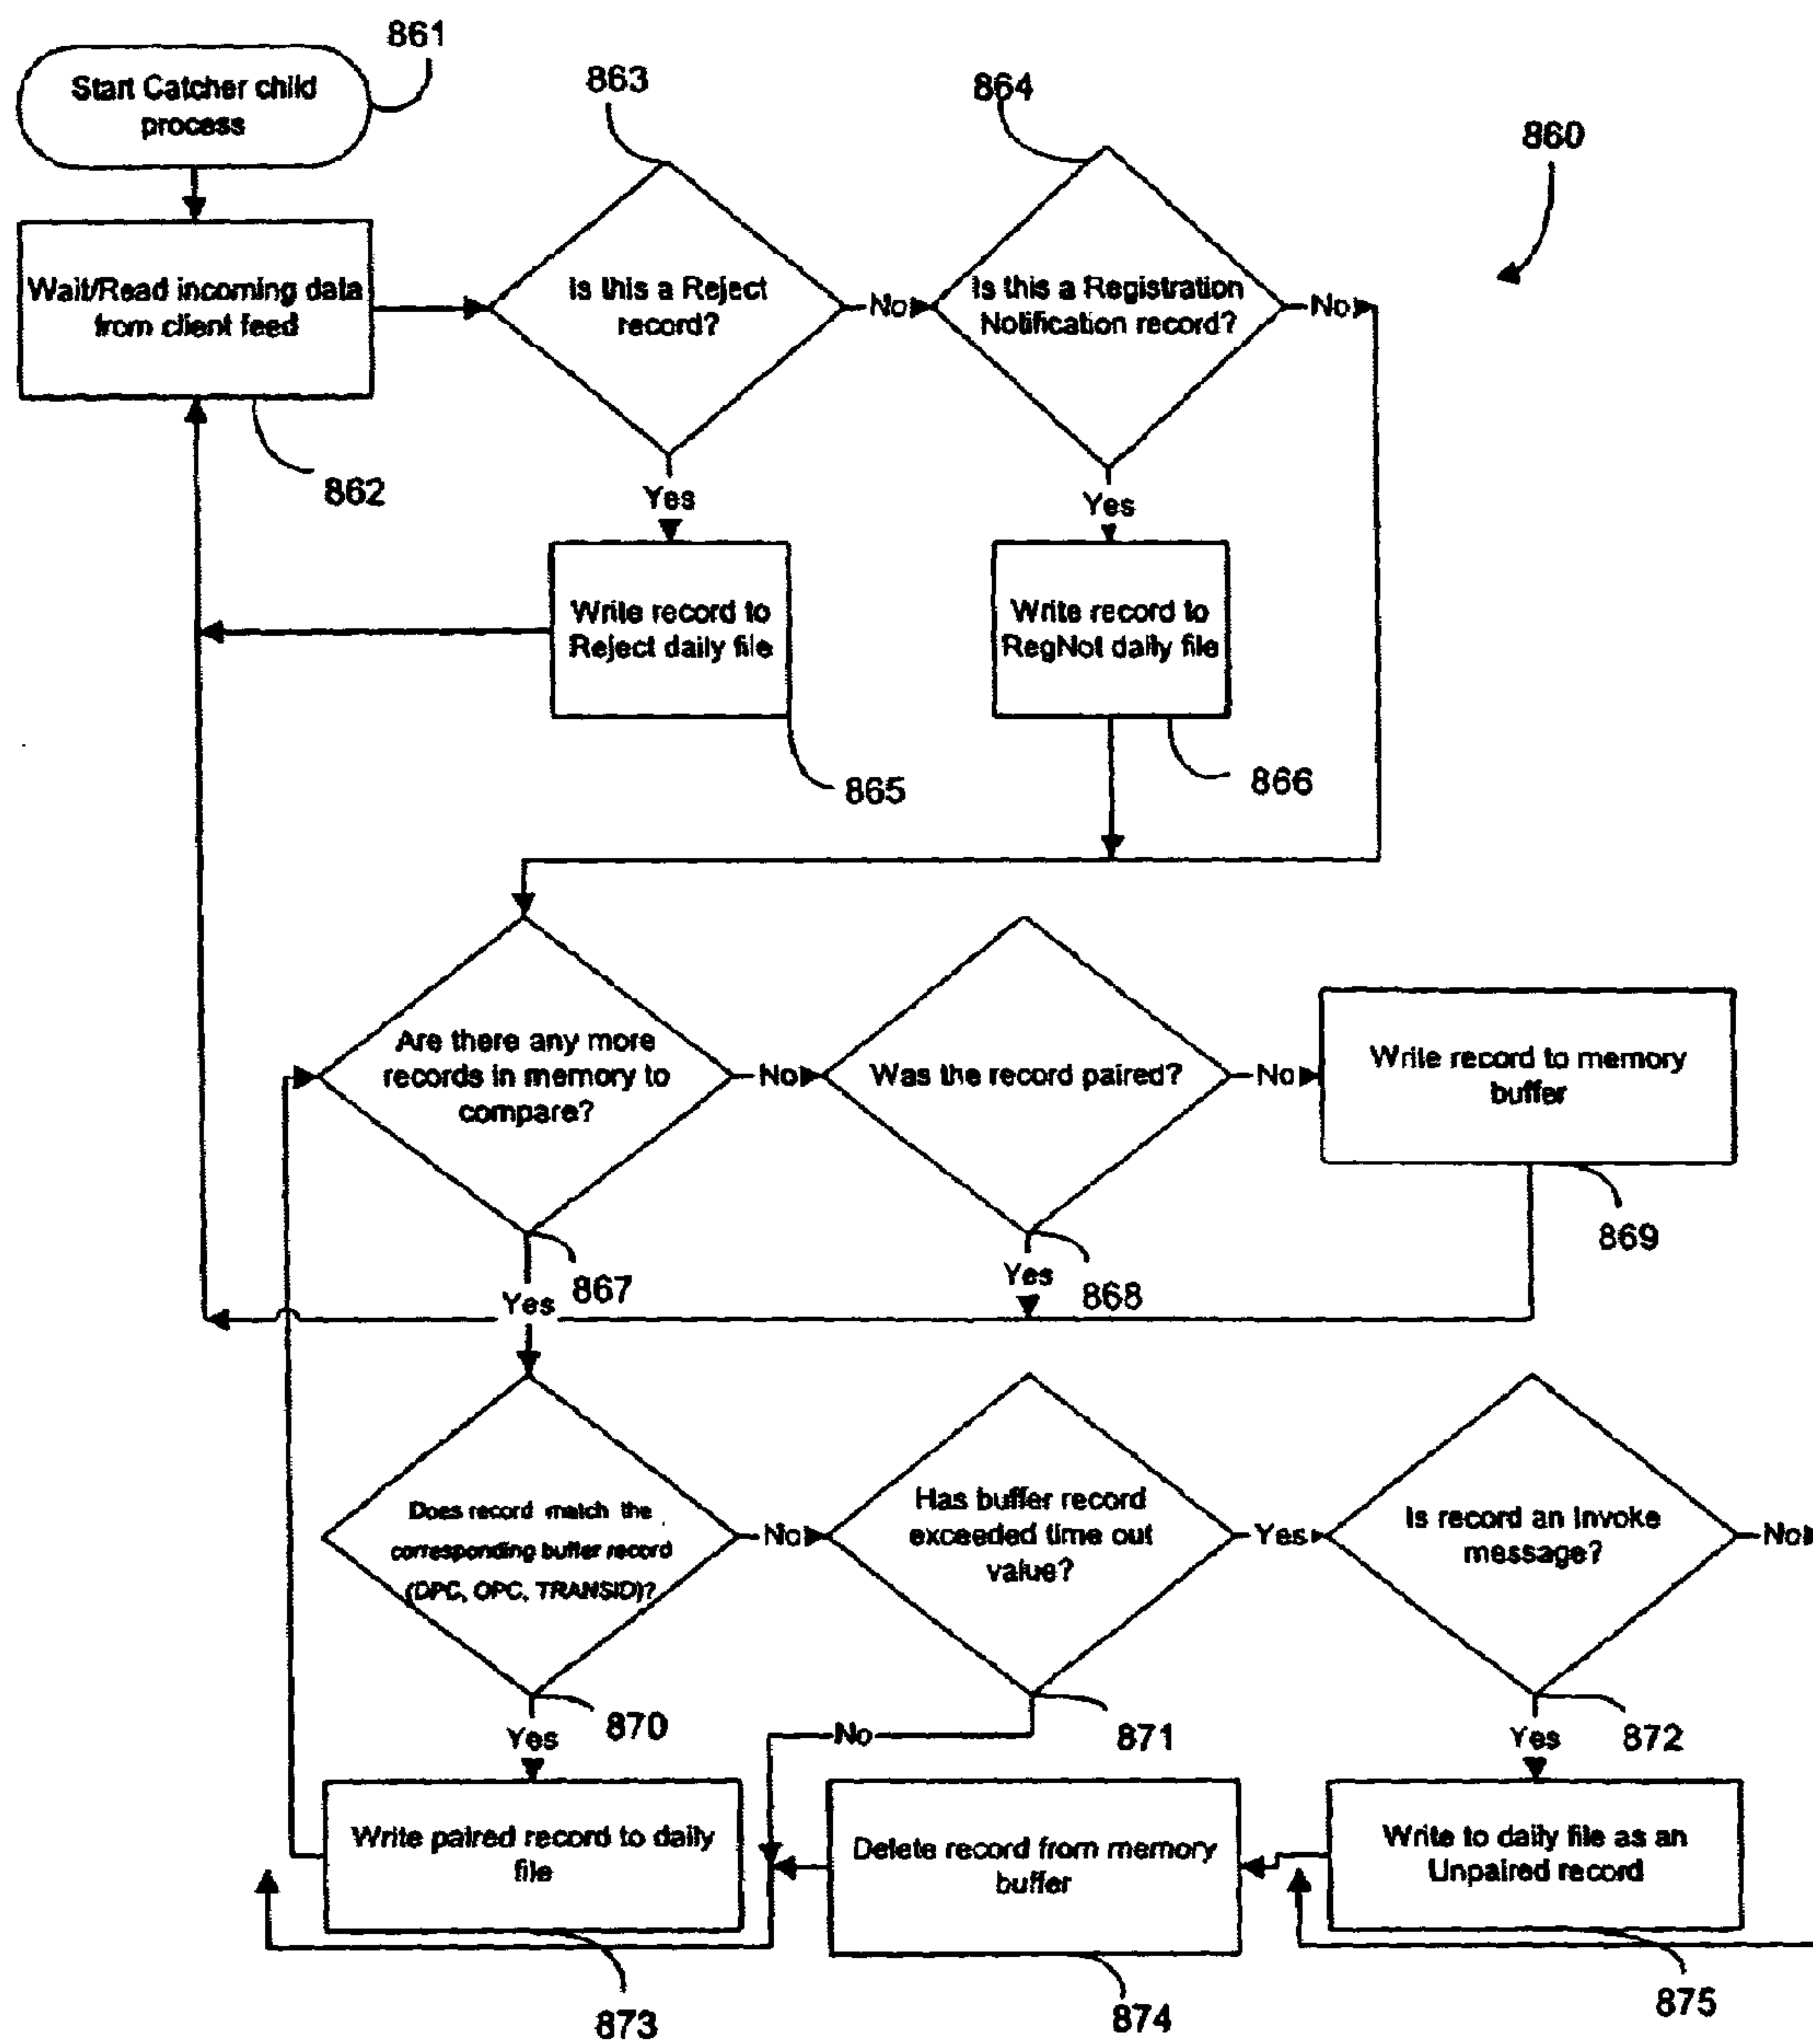 861
Start Catcher child
process
863
864
860
Wait/Read incoming data
from client feed
Is this a Reject
record?
No
Is this a Registration
Notification record?
No
862
Yes
Yes
Write record to
Reject daily file
Write record to
RegNot daily file
865
866
Are there any more
records in memory to
compare?
No
Was the record paired?
No
Write record to memory
buffer
869
867
868
Yes
Yes
Does record match the
corresponding buffer record
(DPC, OPC, TRANSID)?
No
Has buffer record
exceeded time out
value?
Yes
Is record an Invoke
message?
No
870
871
872
Yes
No
Yes
Write paired record to daily
file
Delete record from memory
buffer
Write to daily file as an
Unpaired record
873
874
875